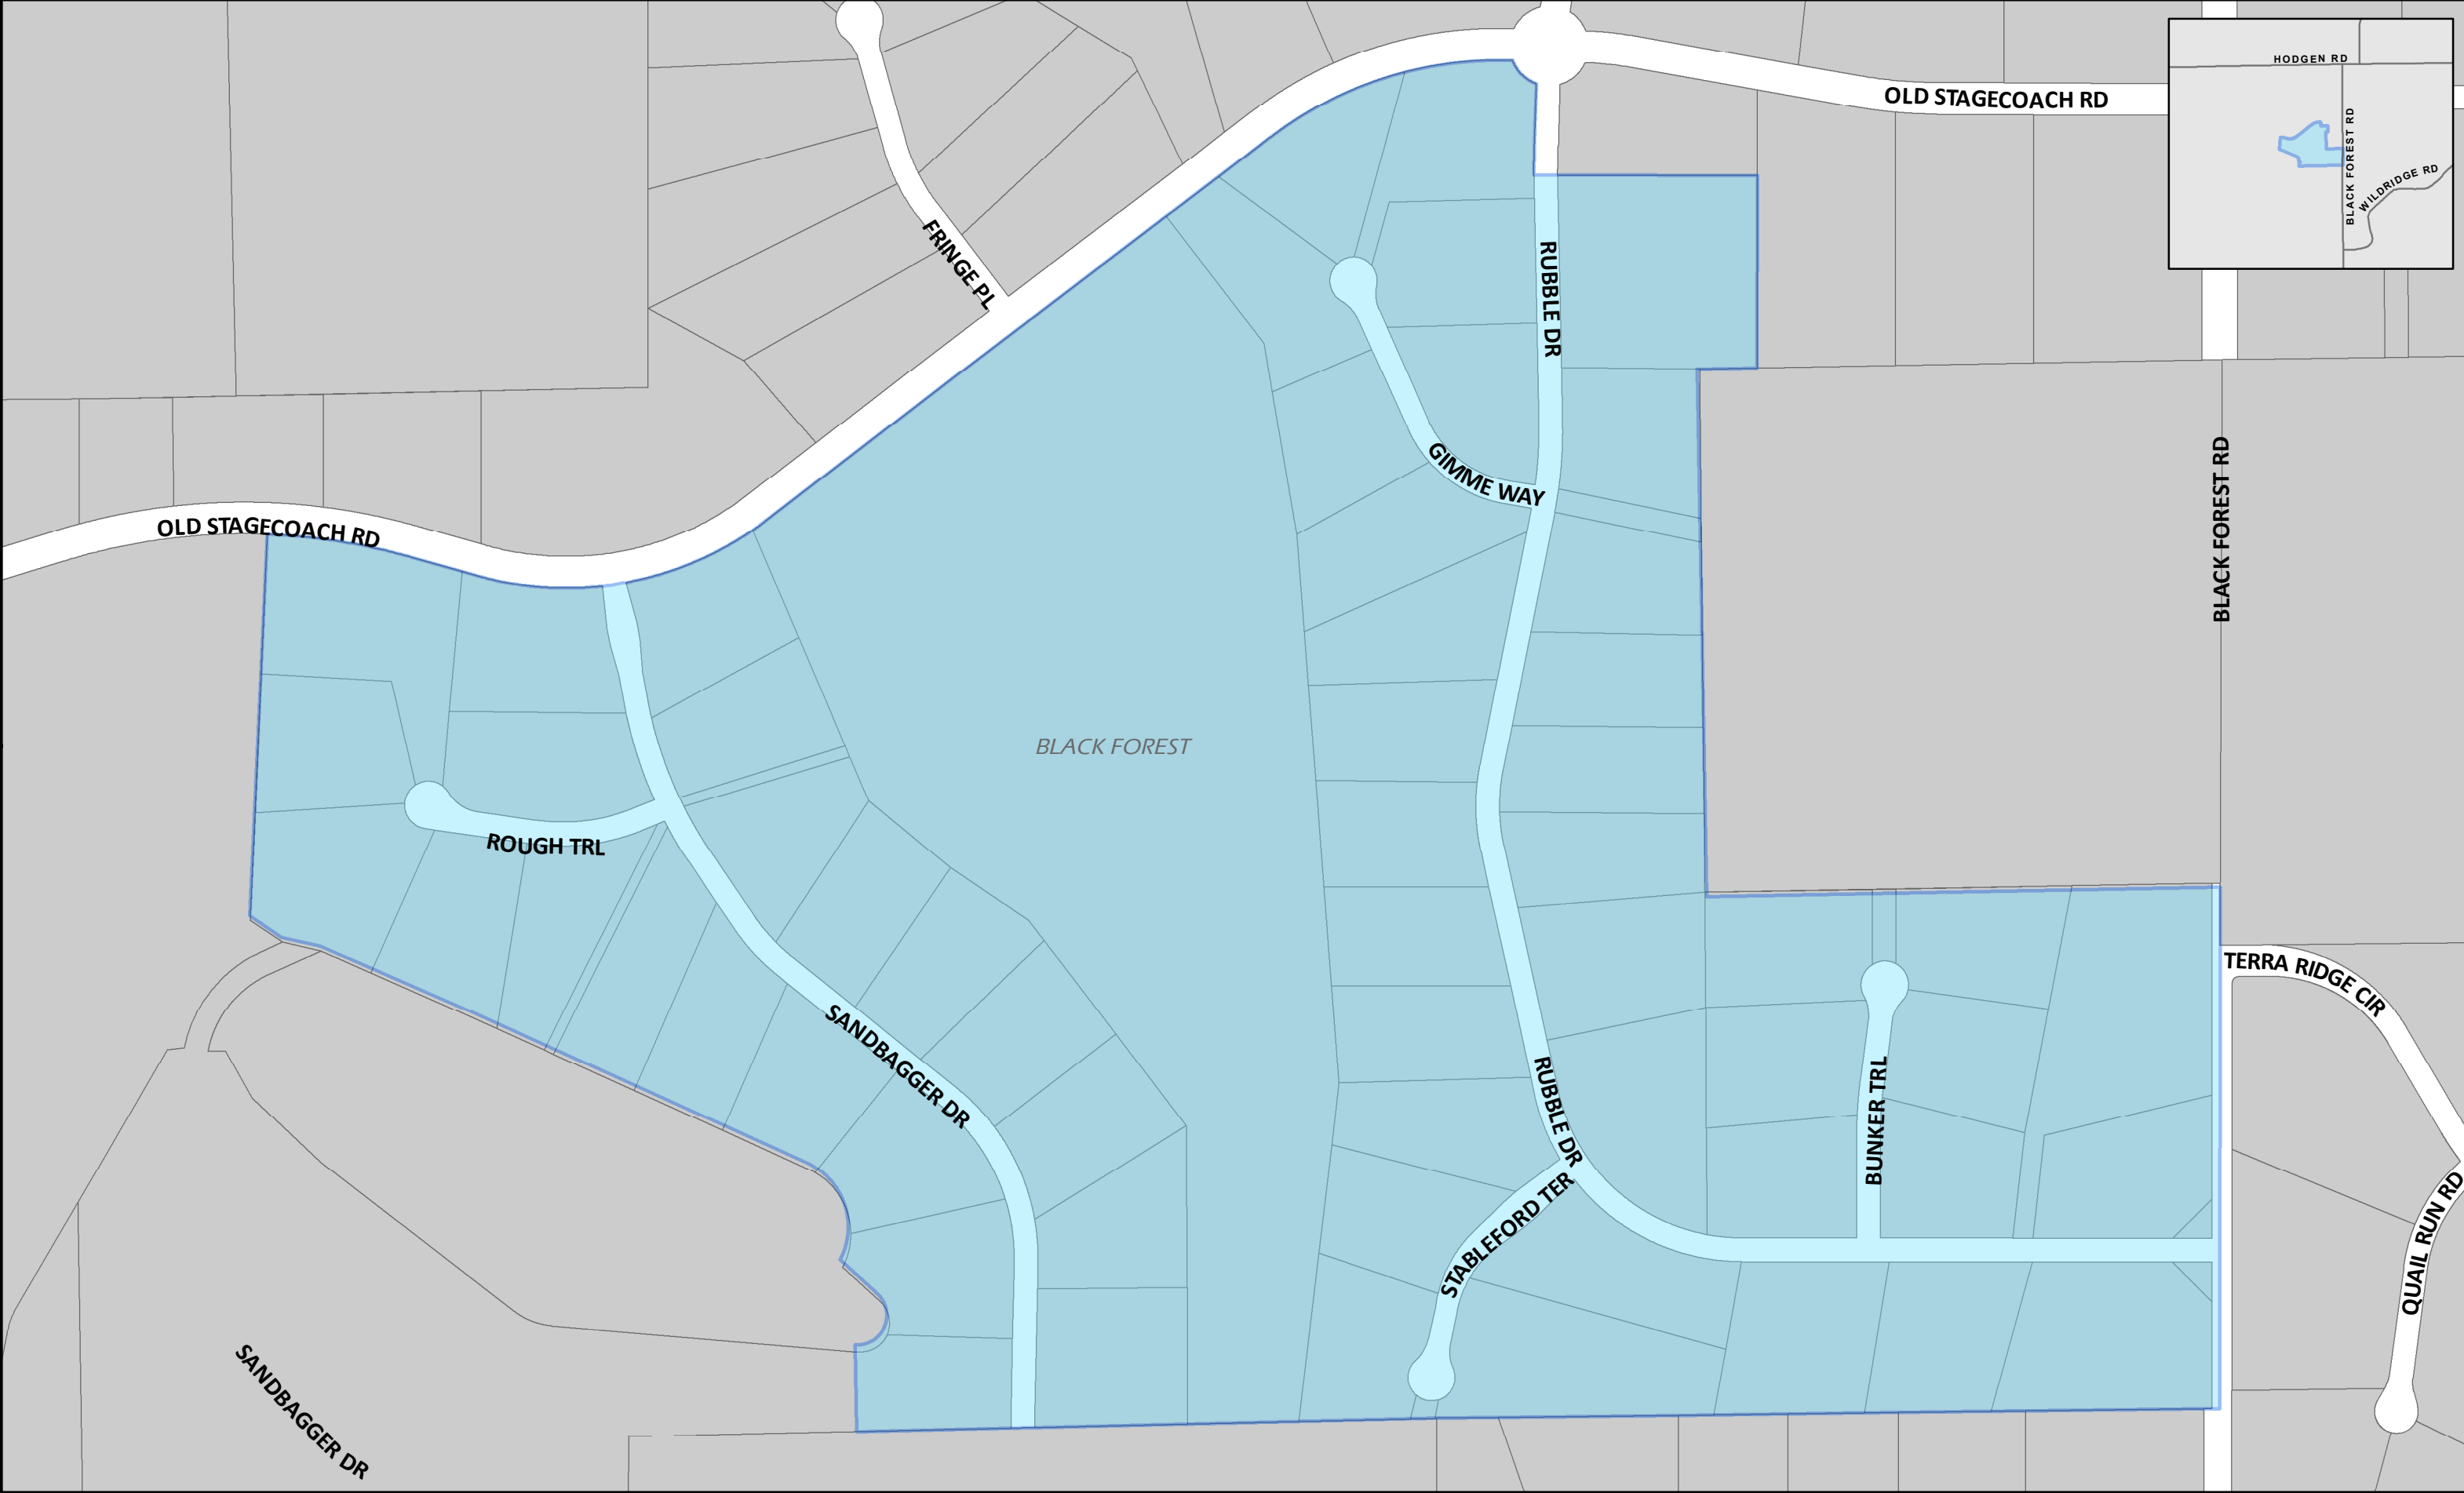 HODGEN RD
OLD STAGECOACH RD
BLACK FOREST RD
WILDRIDGE RD
FRINGE PL
RUBBLE DR
GIMME WAY
BLACK FOREST RD
OLD STAGECOACH RD
BLACK FOREST
ROUGH TRL
TERRA RIDGE CIR
SANDBAGGER DR
RUBBLE DR
BUNKER TRL
STABLEFORD TER
QUAIL RUN RD
SANDBAGGER DR